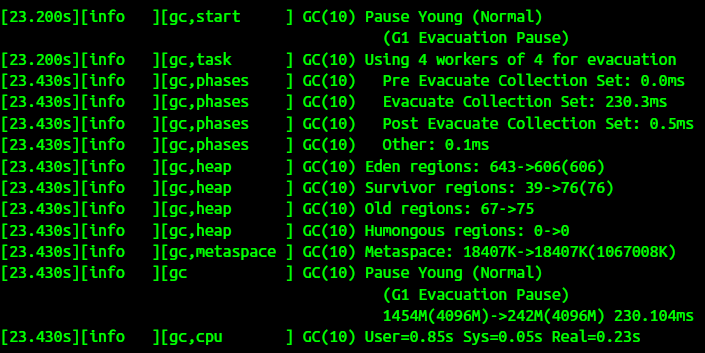 [23.200s][info   ][gc,start     ] GC(10) Pause Young (Normal)
                                           (G1 Evacuation Pause)
[23.200s][info   ][gc,task      ] GC(10) Using 4 workers of 4 for evacuation
[23.430s][info   ][gc,phases    ] GC(10)   Pre Evacuate Collection Set: 0.0ms
[23.430s][info   ][gc,phases    ] GC(10)   Evacuate Collection Set: 230.3ms
[23.430s][info   ][gc,phases    ] GC(10)   Post Evacuate Collection Set: 0.5ms
[23.430s][info   ][gc,phases    ] GC(10)   Other: 0.1ms
[23.430s][info   ][gc,heap      ] GC(10) Eden regions: 643->606(606)
[23.430s][info   ][gc,heap      ] GC(10) Survivor regions: 39->76(76)
[23.430s][info   ][gc,heap      ] GC(10) Old regions: 67->75
[23.430s][info   ][gc,heap      ] GC(10) Humongous regions: 0->0
[23.430s][info   ][gc,metaspace ] GC(10) Metaspace: 18407K->18407K(1067008K)
[23.430s][info   ][gc           ] GC(10) Pause Young (Normal)
                                           (G1 Evacuation Pause)
                                           1454M(4096M)->242M(4096M) 230.104ms
[23.430s][info   ][gc,cpu       ] GC(10) User=0.85s Sys=0.05s Real=0.23s